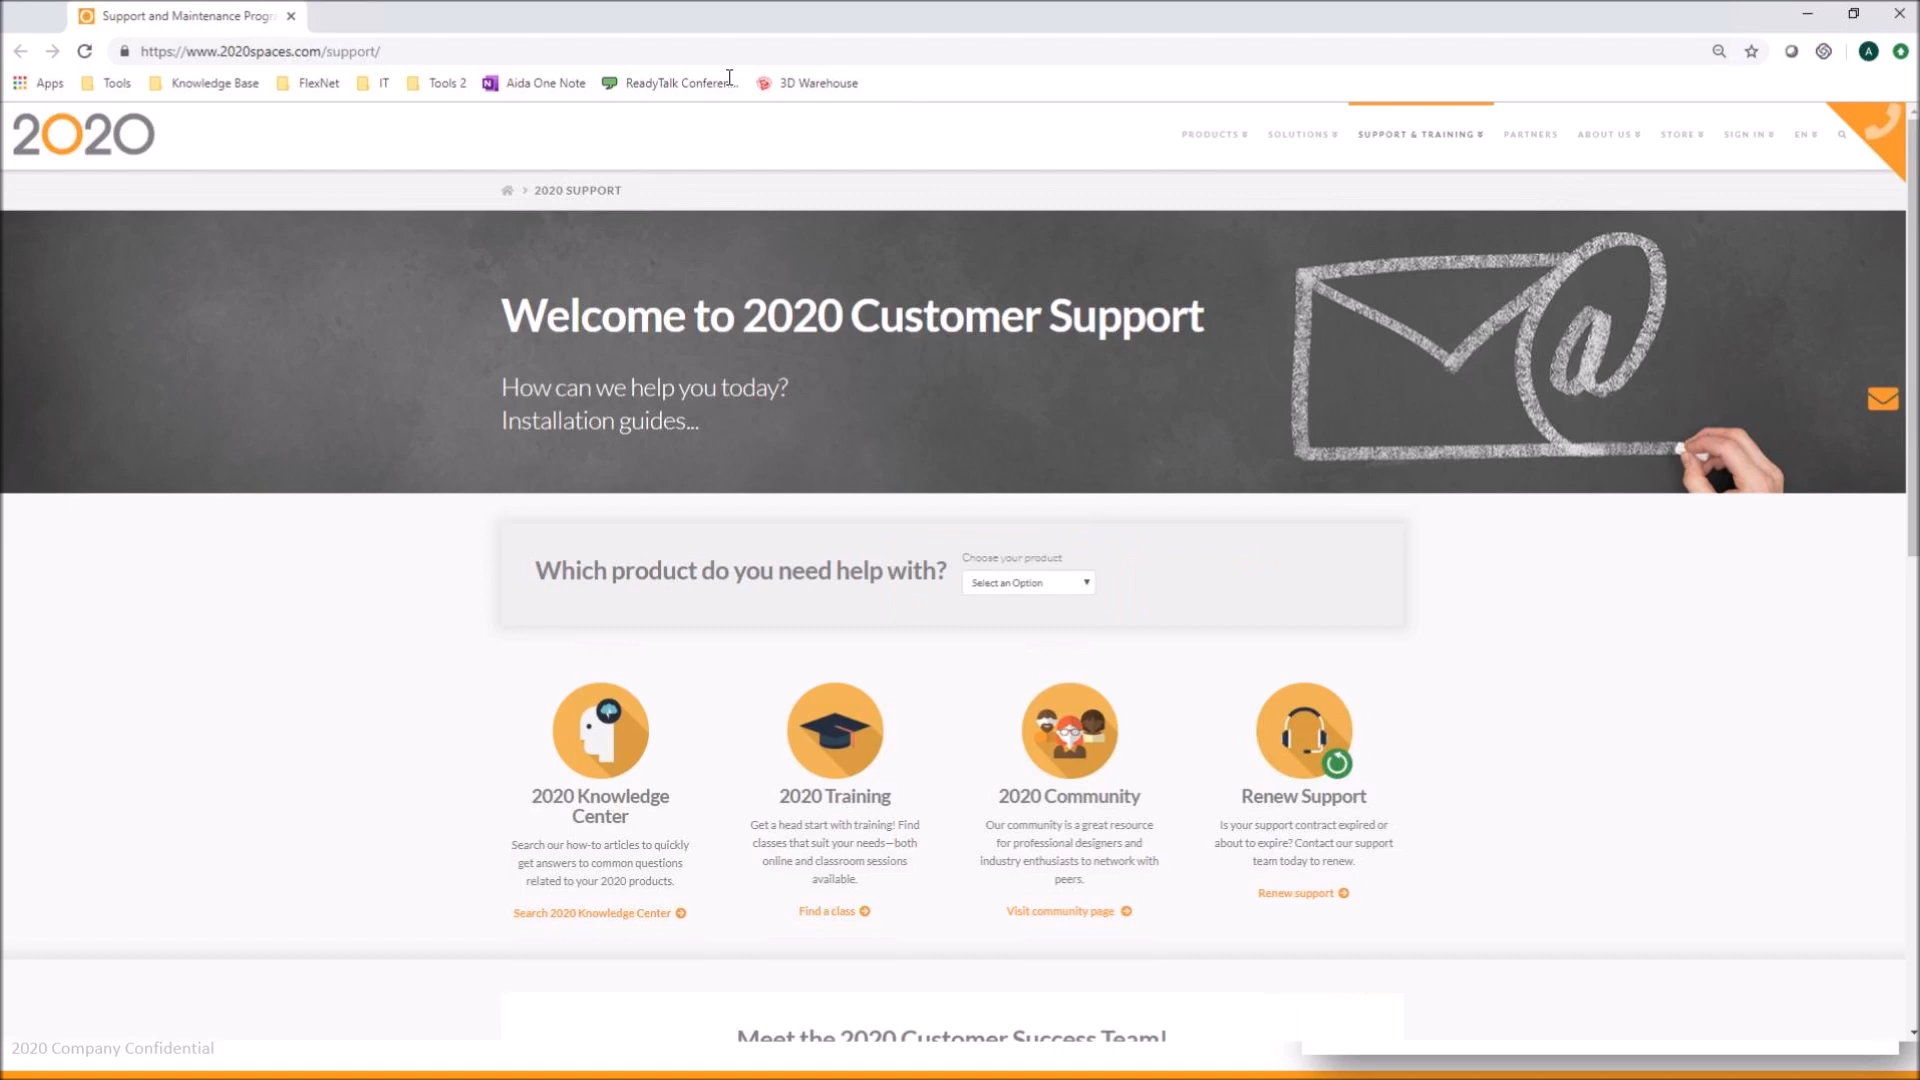 Support and Maintenance Progr
https://www.2020spaces.com/support/
A
Apps Tools Knowledge Base FlexNet IT Tools 2 Aida One Note ReadyTalk Conferen... 3D Warehouse
2020
PRODUCTS SOLUTIONS SUPPORT & TRAINING PARTNERS ABOUT US STORE SIGN IN EN
2020 SUPPORT
Welcome to 2020 Customer Support
How can we help you today?
Installation guides...
@
Which product do you need help with?
Choose your product
Select an Option
2020 Knowledge
Center
Search our how-to articles to quickly
get answers to common questions
related to your 2020 products.
Search 2020 Knowledge Center
2020 Training
Get a head start with training! Find
classes that suit your needs—both
online and classroom sessions
available.
Find a class
2020 Community
Our community is a great resource
for professional designers and
industry enthusiasts to network with
peers.
Visit community page
Renew Support
Is your support contract expired or
about to expire? Contact our support
team today to renew.
Renew support
Meet the 2020 Customer Success Team!
2020 Company Confidential